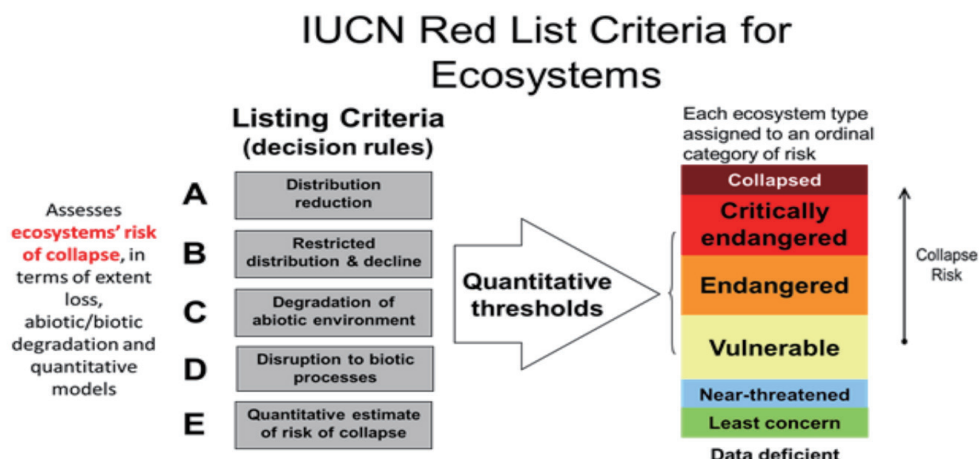 IUCN Red List Criteria for
Ecosystems
Assesses
ecosystems' risk
of collapse, in
terms of extent
loss,
abiotic/biotic
degradation and
quantitative
models
Listing Criteria
(decision rules)
A
Distribution
reduction
B
Restricted
distribution & decline
C
Degradation of
abiotic environment
D
Disruption to biotic
processes
E
Quantitative estimate
of risk of collapse
Quantitative
thresholds
Each ecosystem type
assigned to an ordinal
category of risk
Collapsed
Critically
endangered
Endangered
Vulnerable
Near-threatened
Least concern
Data deficient
Collapse
Risk